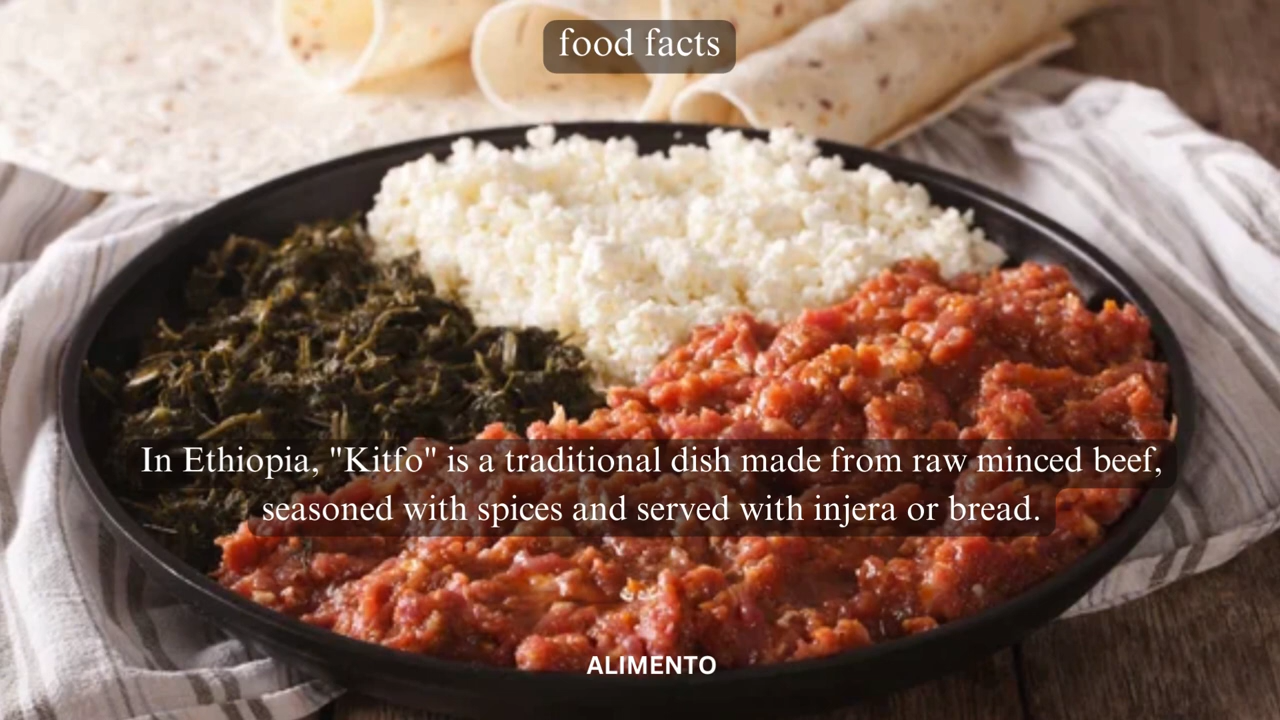 food facts
In Ethiopia, "Kitfo" is a traditional dish made from raw minced beef,
seasoned with spices and served with injera or bread.
ALIMENTO